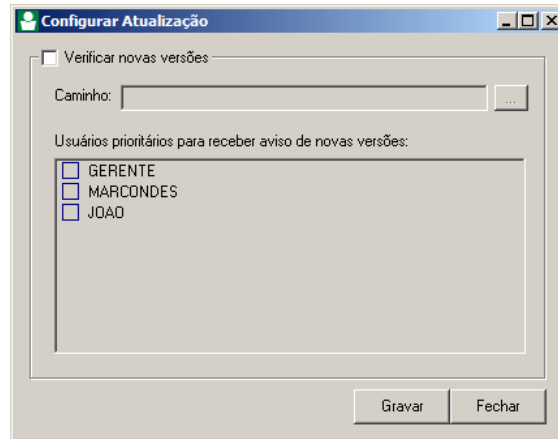 Configurar Atualização
Verificar novas versões
Caminho:
...
Usuários prioritários para receber aviso de novas versões:
GERENTE
MARCONDES
JOAO
Gravar Fechar